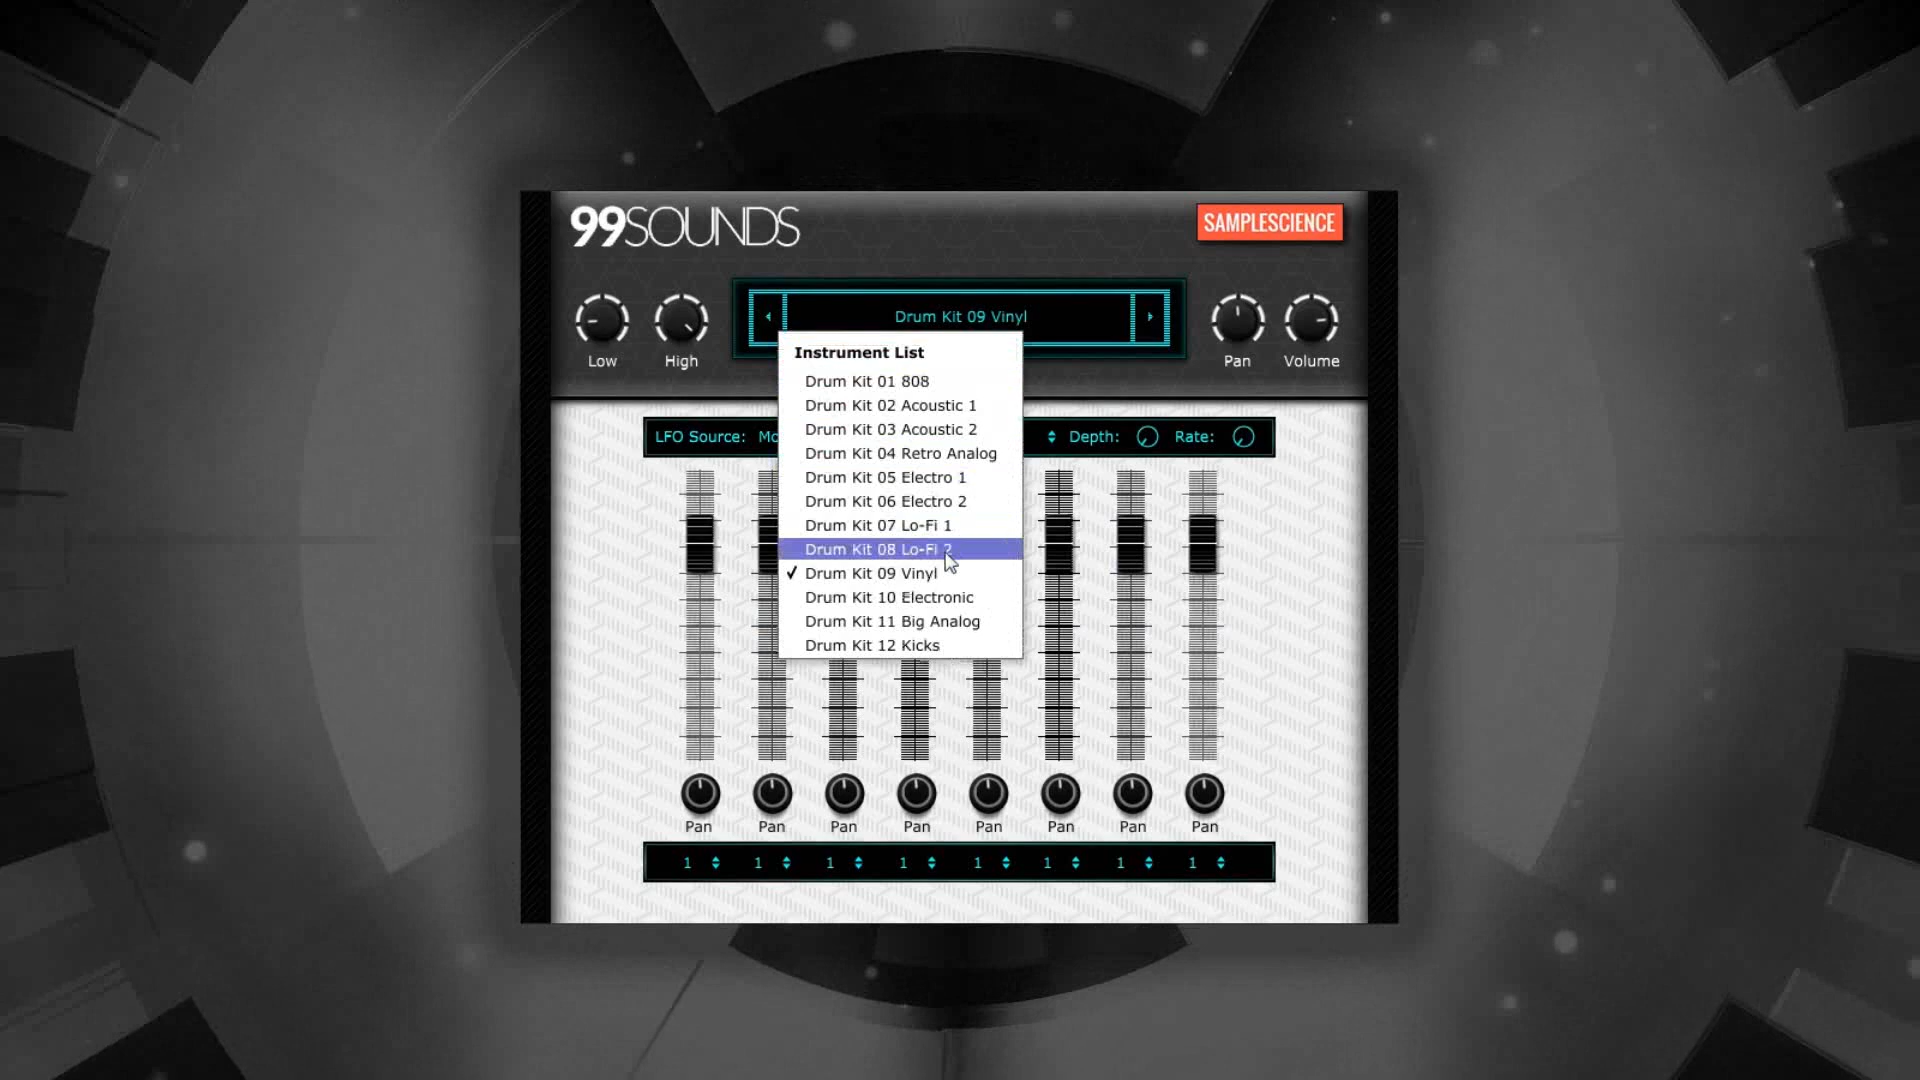 99SOUNDS
SAMPLESCIENCE
Drum Kit 09 Vinyl
Low High Pan Volume
Instrument List
Drum Kit 01 808
Drum Kit 02 Acoustic 1
Drum Kit 03 Acoustic 2
LFO Source: Mo Depth: Rate:
Drum Kit 04 Retro Analog
Drum Kit 05 Electro 1
Drum Kit 06 Electro 2
Drum Kit 07 Lo-Fi 1
Drum Kit 08 Lo-Fi 2
✓ Drum Kit 09 Vinyl
Drum Kit 10 Electronic
Drum Kit 11 Big Analog
Drum Kit 12 Kicks
Pan Pan Pan Pan Pan Pan Pan Pan
1 1 1 1 1 1 1 1